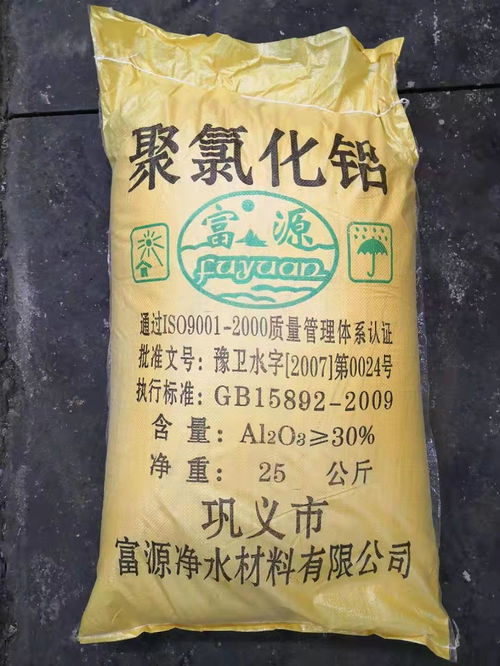 聚氯化铝
富源
fuyuan
通过ISO9001-2000质量管理体系认证
批准文号:豫卫水字[2007]第0024号
执行标准:GB15892-2009
含 量:Al₂O₃≥30%
净 重: 25 公斤
巩义市
富源净水材料有限公司